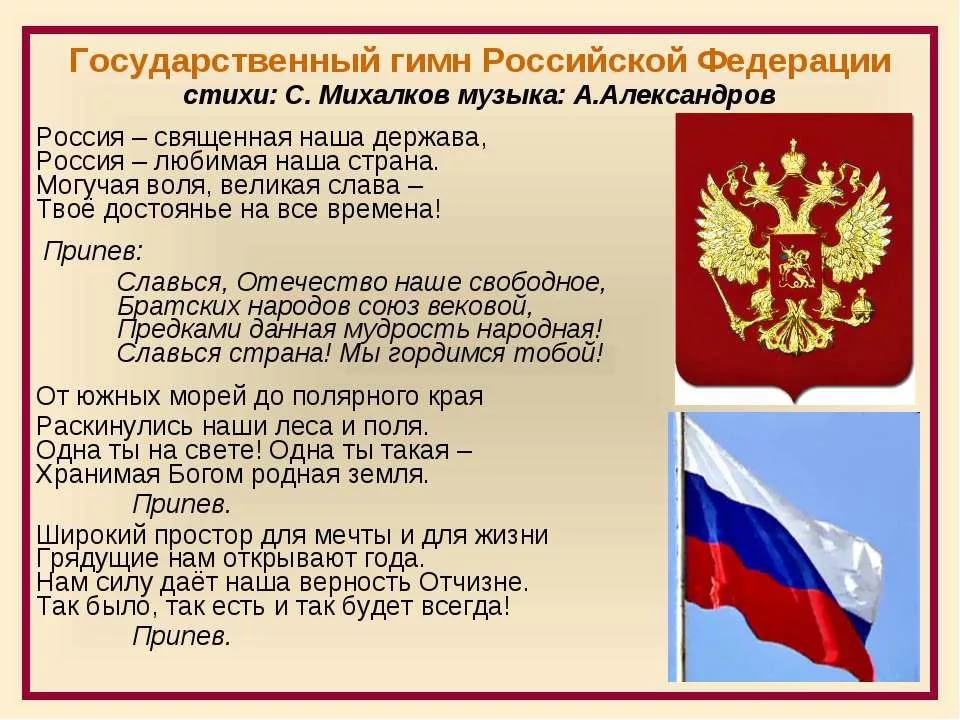 Государственный гимн Российской Федерации
стихи: С. Михалков музыка: А.Александров
Россия – священная наша держава,
Россия – любимая наша страна.
Могучая воля, великая слава –
Твоё достоянье на все времена!
Припев:
Славься, Отечество наше свободное,
Братских народов союз вековой,
Предками данная мудрость народная!
Славься страна! Мы гордимся тобой!
От южных морей до полярного края
Раскинулись наши леса и поля.
Одна ты на свете! Одна ты такая –
Хранимая Богом родная земля.
Припев.
Широкий простор для мечты и для жизни
Грядущие нам открывают года.
Нам силу даёт наша верность Отчизне.
Так было, так есть и так будет всегда!
Припев.